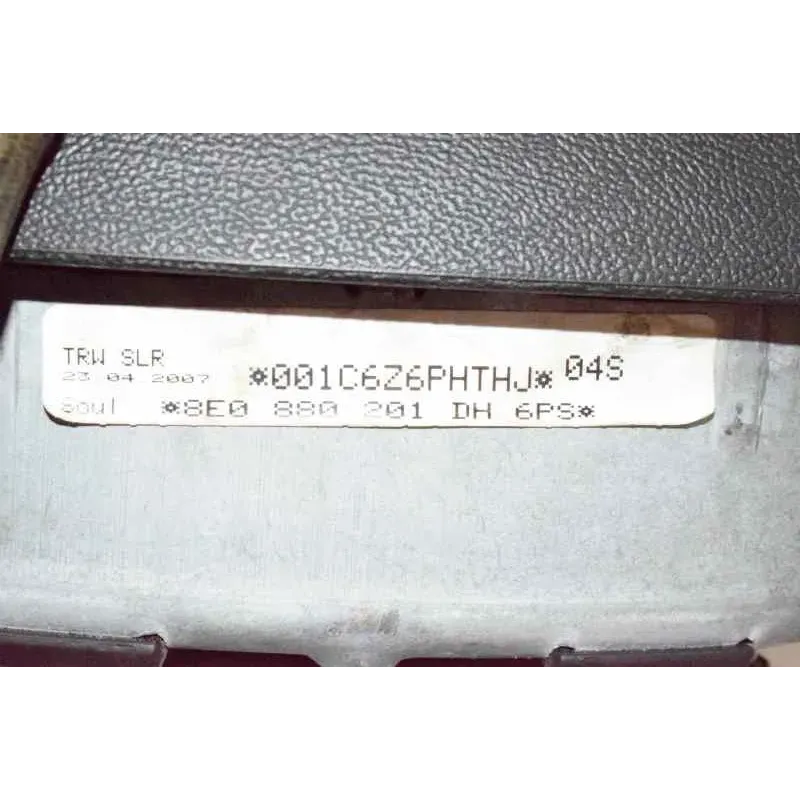 TRW SLR
23 04 2007 *001C6Z6PHTHJ* 04S
soul *8E0 880 201 DH 6PS*